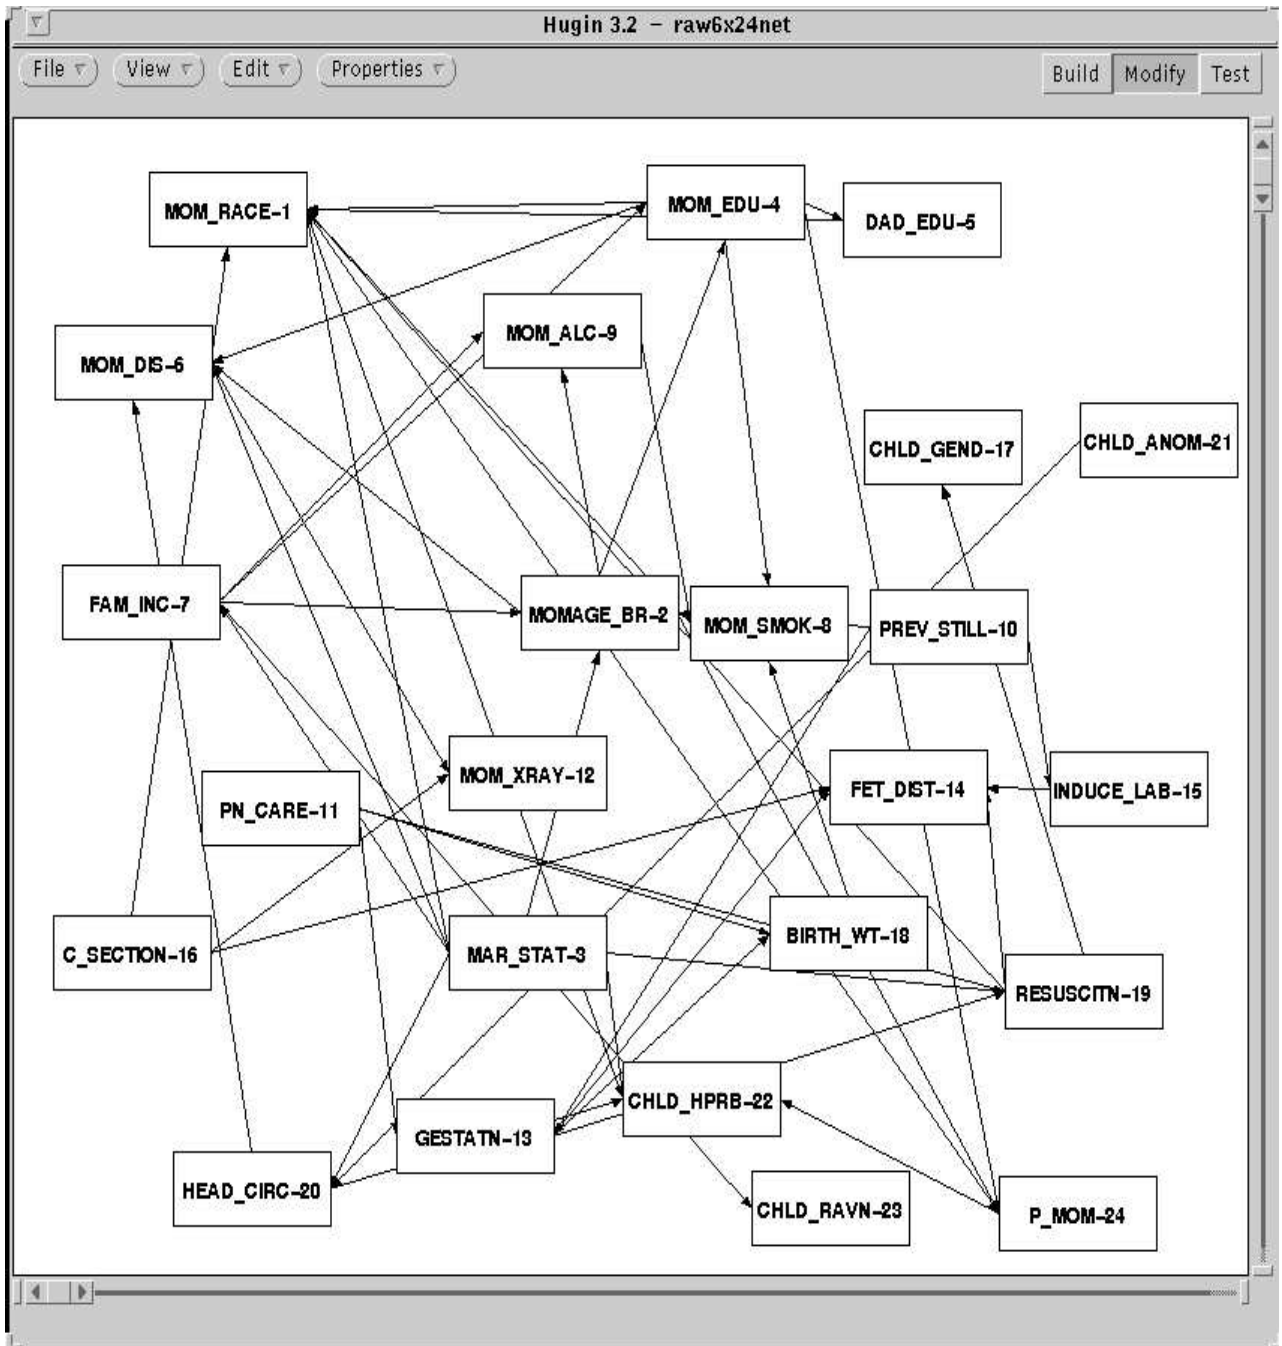 Hugin 3.2 - raw6x24net
File View Edit Properties Build Modify Test
MOM_RACE-1
MOM_EDU-4
DAD_EDU-5
MOM_ALC-9
MOM_DIS-6
CHLD_GEND-17
CHLD_ANOM-21
FAM_INC-7
MOMAGE_BR-2
MOM_SMOK-8
PREV_STILL-10
MOM_XRAY-12
FET_DIST-14
INDUCE_LAB-15
PN_CARE-11
C_SECTION-16
MAR_STAT-3
BIRTH_WT-18
RESUSCITN-19
CHLD_HPRB-22
GESTATN-13
HEAD_CIRC-20
CHLD_RAVN-23
P_MOM-24